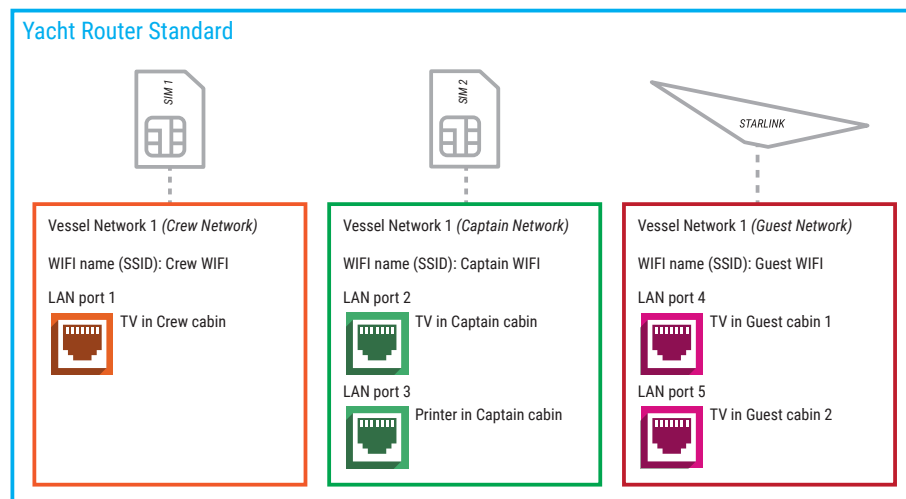 Yacht Router Standard
SIM 1
SIM 2
STARLINK
Vessel Network 1 (Crew Network)
WIFI name (SSID): Crew WIFI
LAN port 1
TV in Crew cabin
Vessel Network 1 (Captain Network)
WIFI name (SSID): Captain WIFI
LAN port 2
TV in Captain cabin
LAN port 3
Printer in Captain cabin
Vessel Network 1 (Guest Network)
WIFI name (SSID): Guest WIFI
LAN port 4
TV in Guest cabin 1
LAN port 5
TV in Guest cabin 2